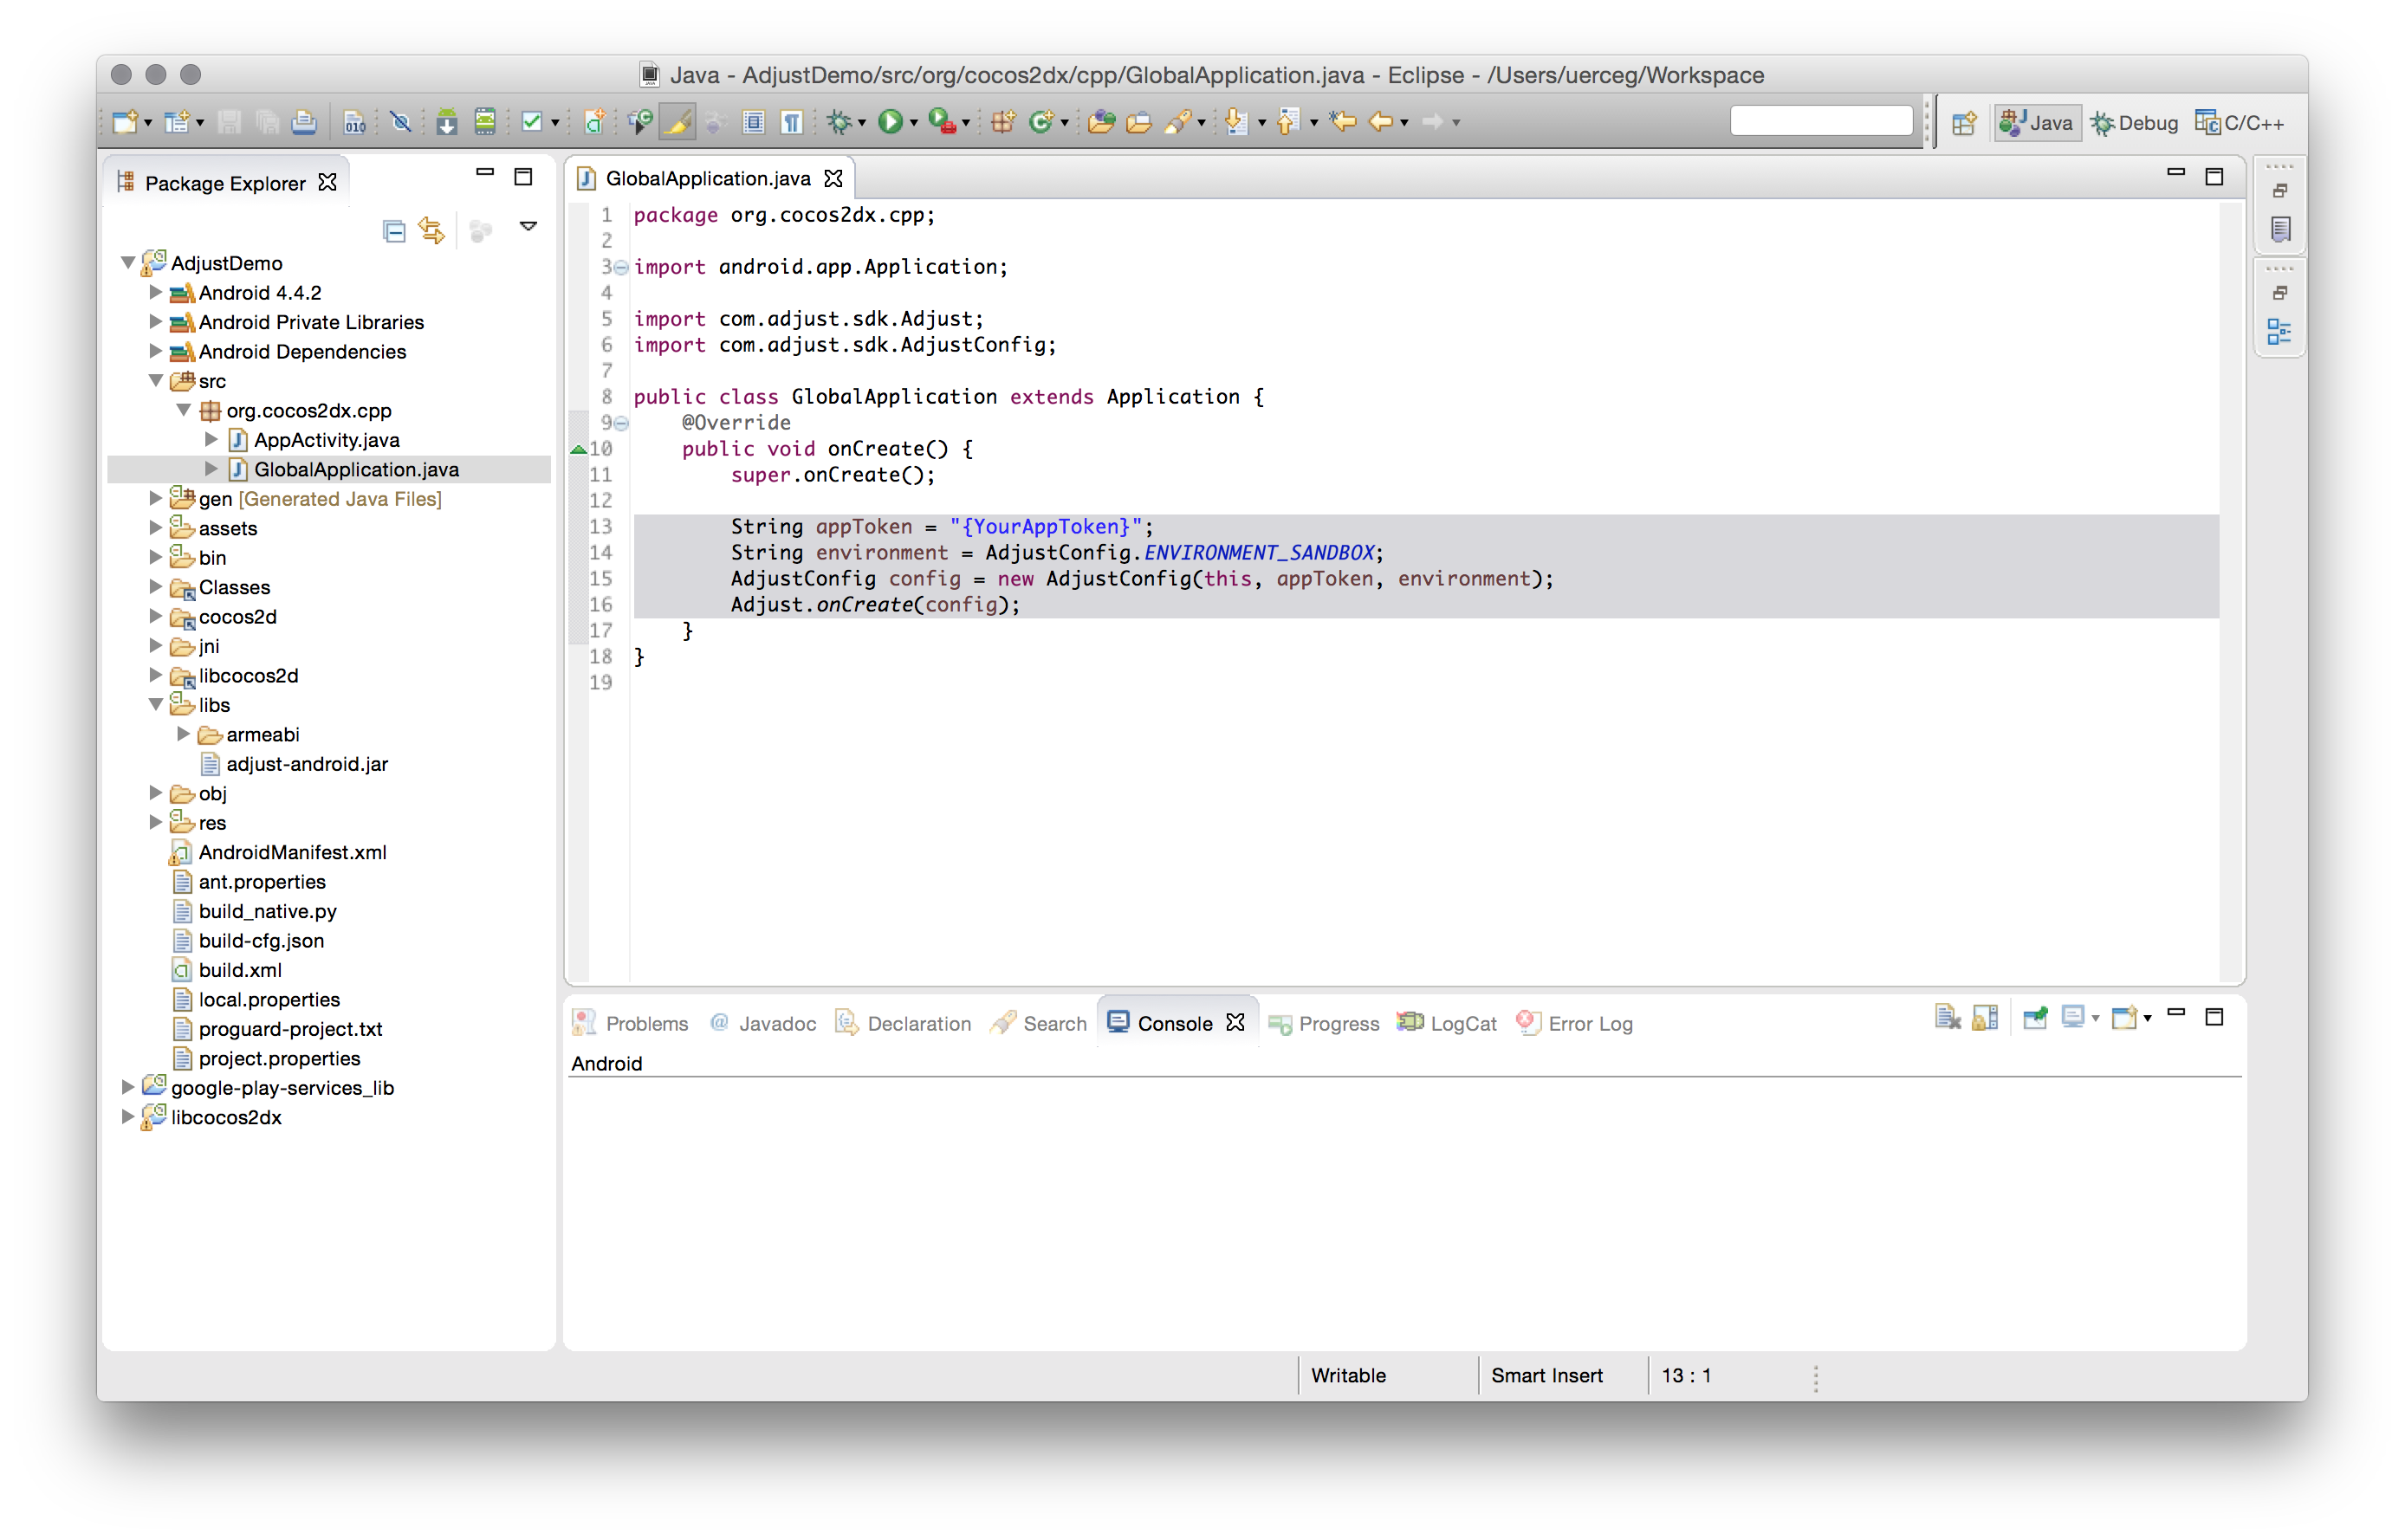 Java - AdjustDemo/src/org/cocos2dx/cpp/GlobalApplication.java - Eclipse - /Users/uerceg/Workspace
010
Java
Debug
C/C++
Package Explorer
AdjustDemo
Android 4.4.2
Android Private Libraries
Android Dependencies
src
org.cocos2dx.cpp
AppActivity.java
GlobalApplication.java
gen [Generated Java Files]
assets
bin
Classes
cocos2d
jni
libcocos2d
libs
armeabi
adjust-android.jar
obj
res
AndroidManifest.xml
ant.properties
build_native.py
build-cfg.json
build.xml
local.properties
proguard-project.txt
project.properties
google-play-services_lib
libcocos2dx
GlobalApplication.java
1 package org.cocos2dx.cpp;
2
3 import android.app.Application;
4
5 import com.adjust.sdk.Adjust;
6 import com.adjust.sdk.AdjustConfig;
7
8 public class GlobalApplication extends Application {
9 @Override
10 public void onCreate() {
11 super.onCreate();
12
13 String appToken = "{YourAppToken}";
14 String environment = AdjustConfig.ENVIRONMENT_SANDBOX;
15 AdjustConfig config = new AdjustConfig(this, appToken, environment);
16 Adjust.onCreate(config);
17 }
18 }
19
Problems @ Javadoc Declaration Search Console Progress LogCat Error Log
Android
Writable Smart Insert 13 : 1